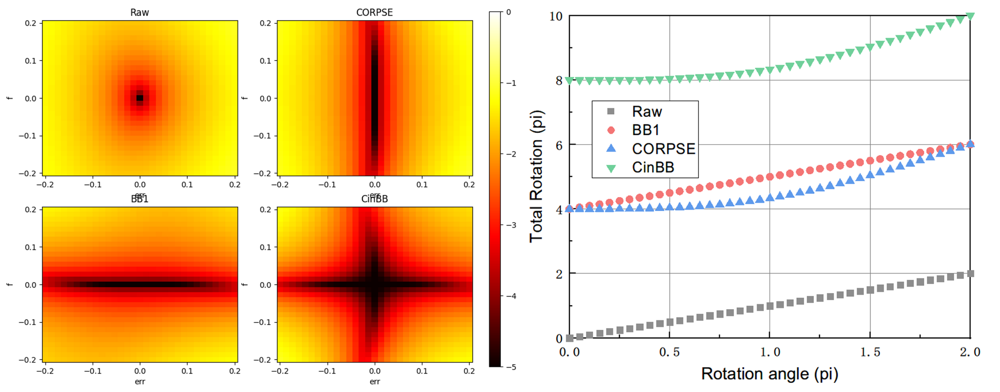 Raw
0.2
0.1
0.0
−0.1
−0.2
f
−0.2 −0.1 0.0 0.1 0.2
err
CORPSE
0.2
0.1
0.0
−0.1
−0.2
f
−0.2 −0.1 0.0 0.1 0.2
err
BB1
0.2
0.1
0.0
−0.1
−0.2
f
−0.2 −0.1 0.0 0.1 0.2
err
CinBB
0.2
0.1
0.0
−0.1
−0.2
f
−0.2 −0.1 0.0 0.1 0.2
err
0
−1
−2
−3
−4
−5
Total Rotation (pi)
10
8
6
4
2
0
Raw
BB1
CORPSE
CinBB
0.0 0.5 1.0 1.5 2.0
Rotation angle (pi)